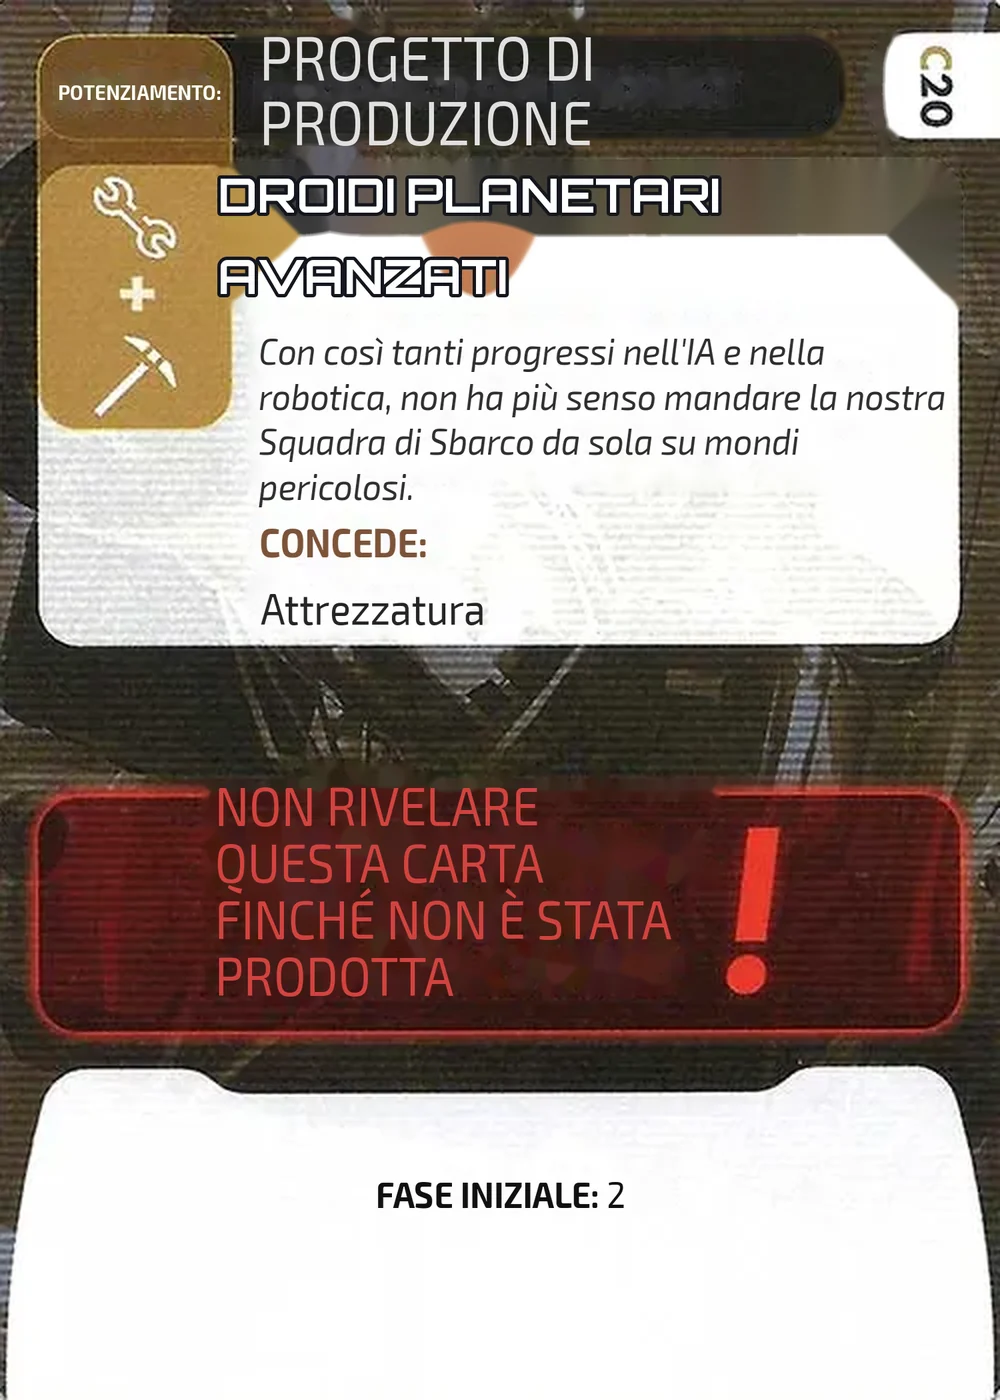 POTENZIAMENTO:
PROGETTO DI
PRODUZIONE
C20
DROIDI PLANETARI
AVANZATI
Con così tanti progressi nell'IA e nella
robotica, non ha più senso mandare la nostra
Squadra di Sbarco da sola su mondi
pericolosi.
CONCEDE:
Attrezzatura
NON RIVELARE
QUESTA CARTA
FINCHÉ NON È STATA
PRODOTTA
FASE INIZIALE: 2